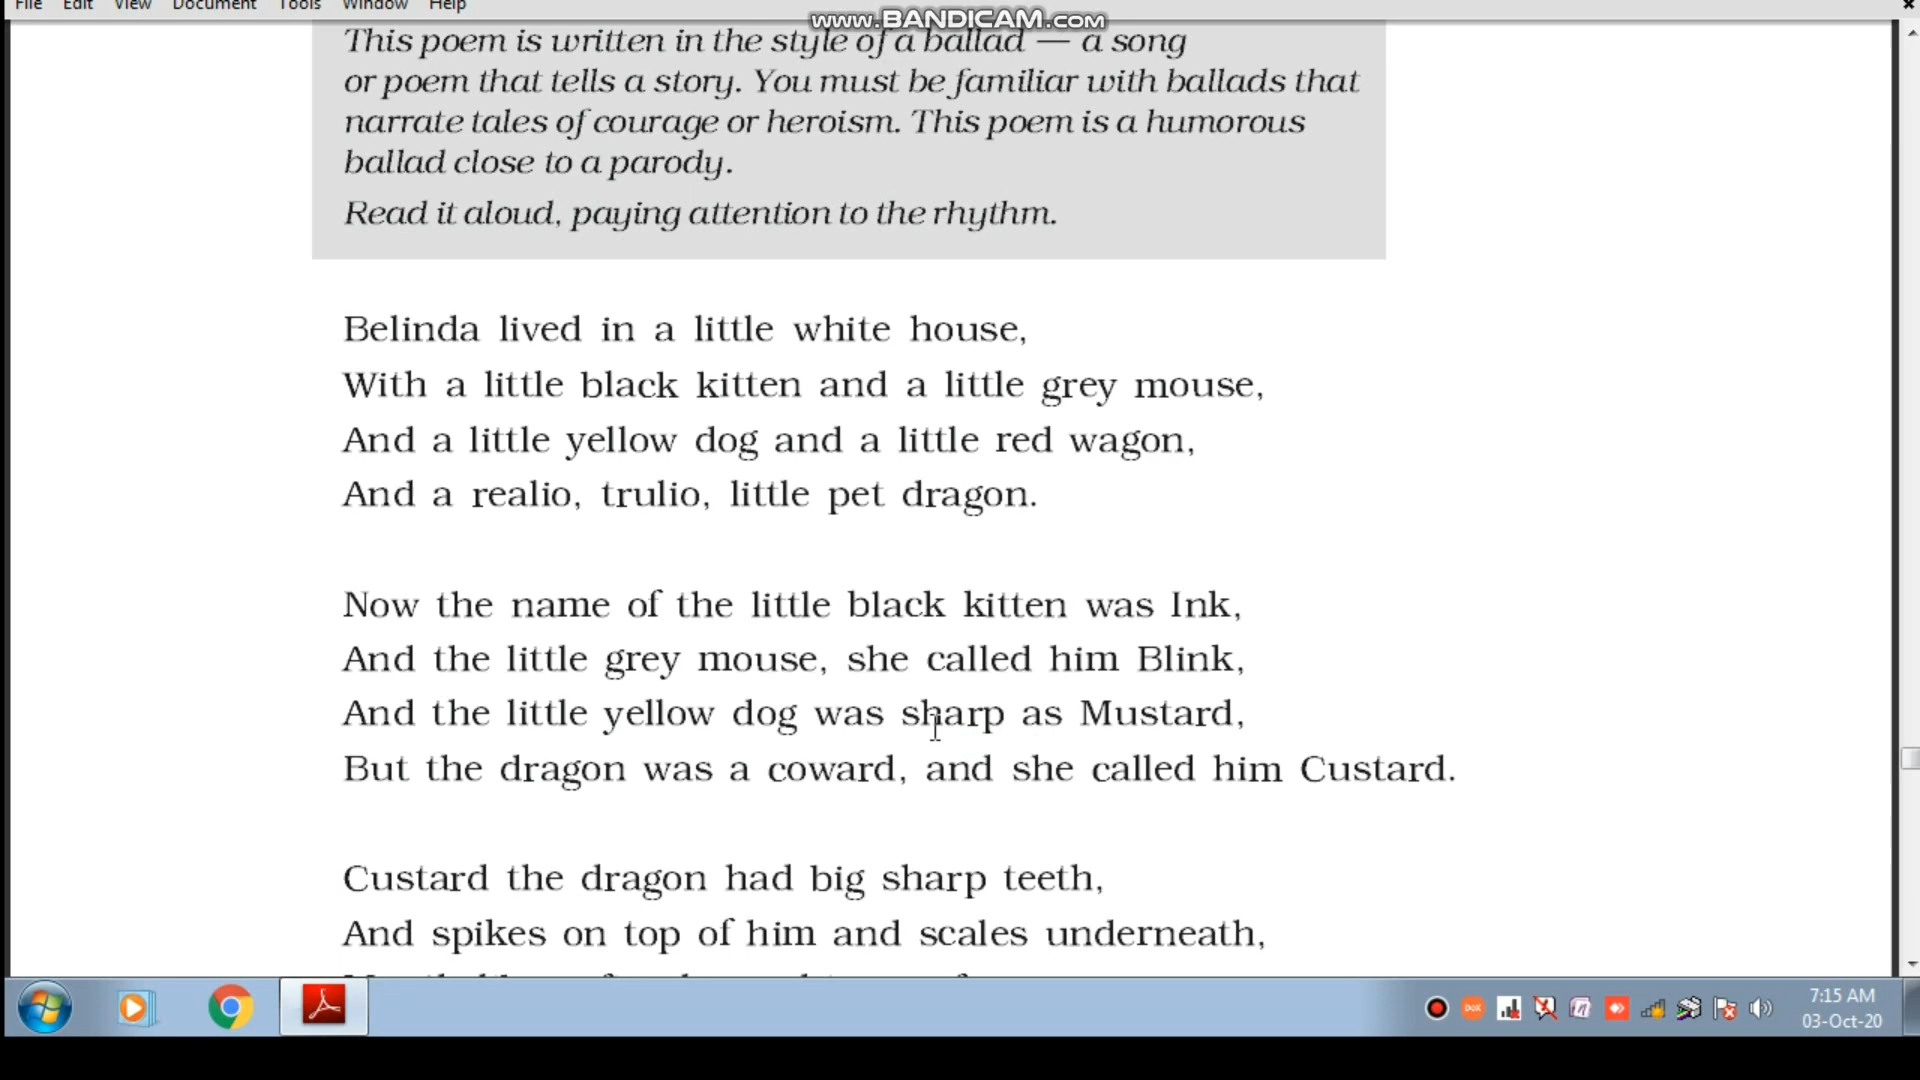 File Edit View Document Tools Window Help
www.BANDICAM.com
This poem is written in the style of a ballad — a song
or poem that tells a story. You must be familiar with ballads that
narrate tales of courage or heroism. This poem is a humorous
ballad close to a parody.
Read it aloud, paying attention to the rhythm.
Belinda lived in a little white house,
With a little black kitten and a little grey mouse,
And a little yellow dog and a little red wagon,
And a realio, trulio, little pet dragon.
Now the name of the little black kitten was Ink,
And the little grey mouse, she called him Blink,
And the little yellow dog was sharp as Mustard,
But the dragon was a coward, and she called him Custard.
Custard the dragon had big sharp teeth,
And spikes on top of him and scales underneath,
7:15 AM
03-Oct-20